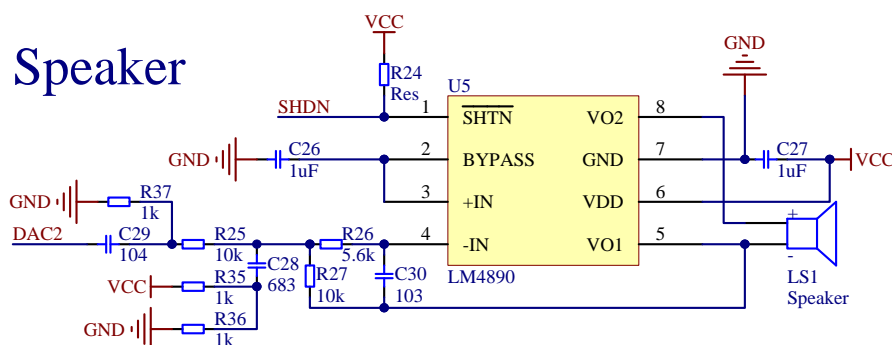 Speaker
VCC
GND
R24
Res
U5
SHDN
1
SHTN
VO2
8
GND
C26
1uF
2
BYPASS
GND
7
C27
1uF
VCC
3
+IN
VDD
6
GND
R37
1k
DAC2
C29
104
R25
10k
R26
5.6k
4
-IN
VO1
5
+
-
LM4890
LS1
Speaker
C28
683
R27
10k
C30
103
VCC
R35
1k
GND
R36
1k